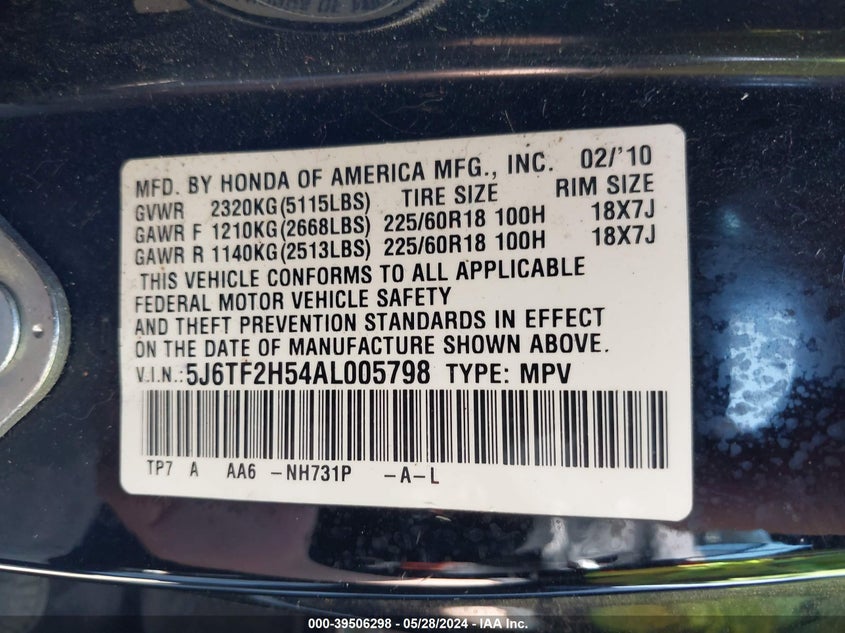 MFD. BY HONDA OF AMERICA MFG., INC. 02/'10
GVWR 2320KG(5115LBS) TIRE SIZE RIM SIZE
GAWR F 1210KG(2668LBS) 225/60R18 100H 18X7J
GAWR R 1140KG(2513LBS) 225/60R18 100H 18X7J
THIS VEHICLE CONFORMS TO ALL APPLICABLE
FEDERAL MOTOR VEHICLE SAFETY
AND THEFT PREVENTION STANDARDS IN EFFECT
ON THE DATE OF MANUFACTURE SHOWN ABOVE.
V.I.N.: 5J6TF2H54AL005798 TYPE: MPV
TP7 A AA6 -NH731P -A-L
000-39506298 - 05/28/2024 - IAA Inc.